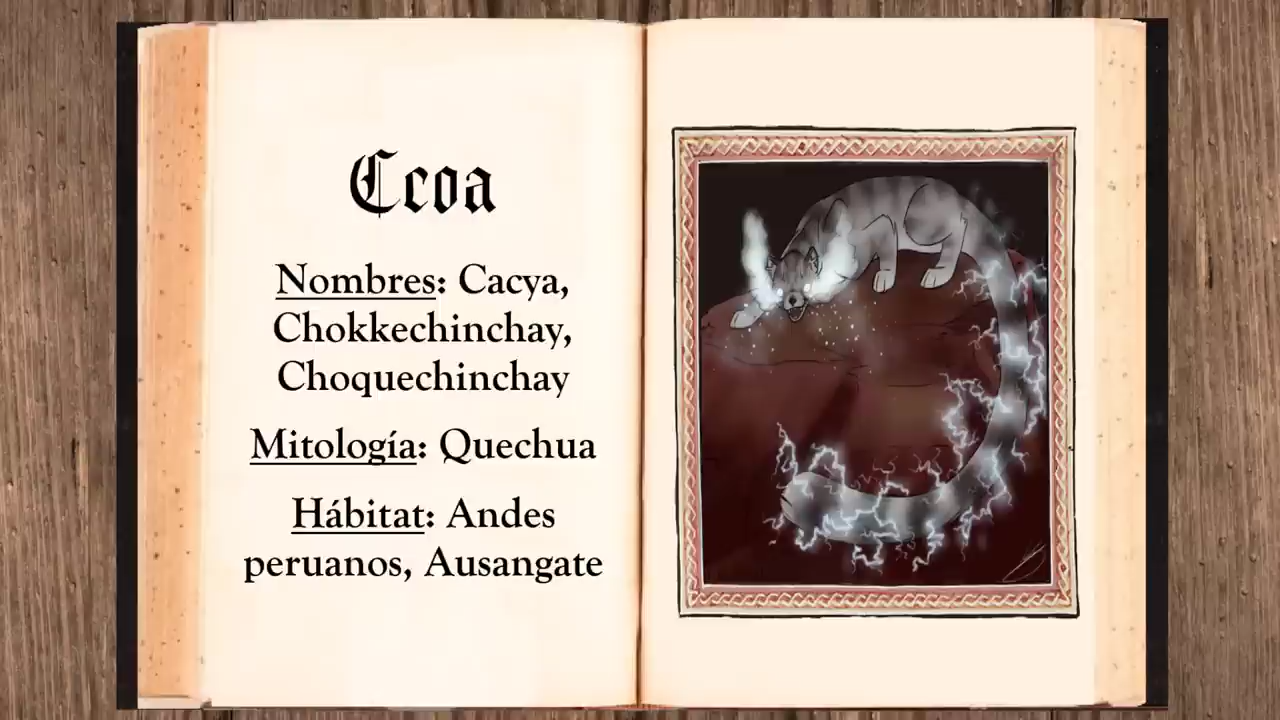 Ccoa
Nombres: Cacya,
Chokkechinchay,
Choquechinchay
Mitología: Quechua
Hábitat: Andes
peruanos, Ausangate